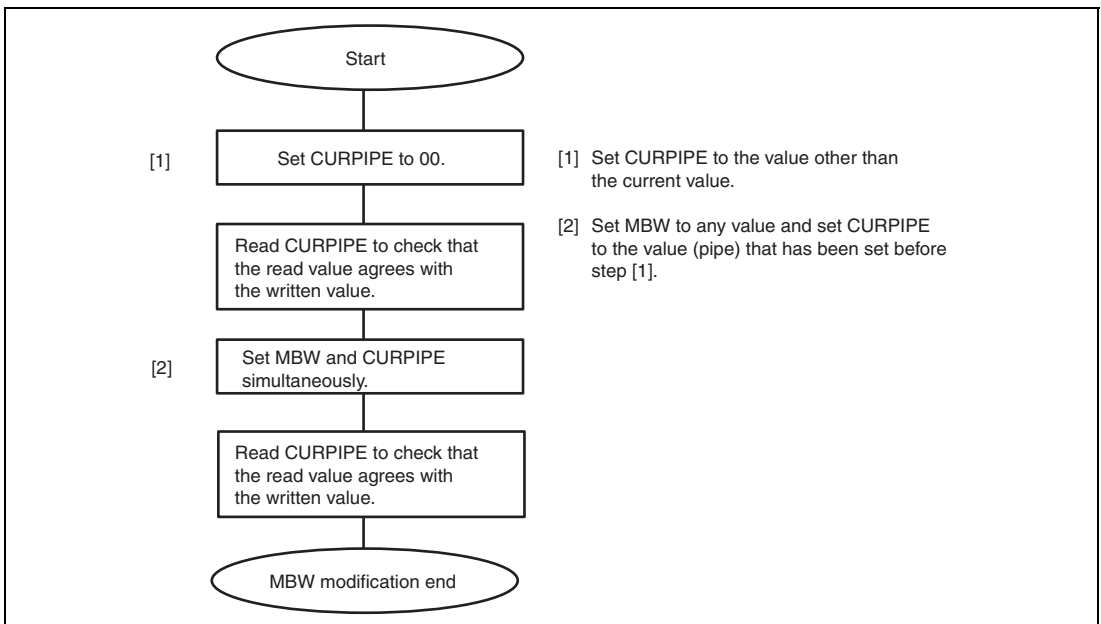 Start
[1]
Set CURPIPE to 00.
Read CURPIPE to check that
the read value agrees with
the written value.
[2]
Set MBW and CURPIPE
simultaneously.
Read CURPIPE to check that
the read value agrees with
the written value.
MBW modification end
[1] Set CURPIPE to the value other than
the current value.
[2] Set MBW to any value and set CURPIPE
to the value (pipe) that has been set before
step [1].